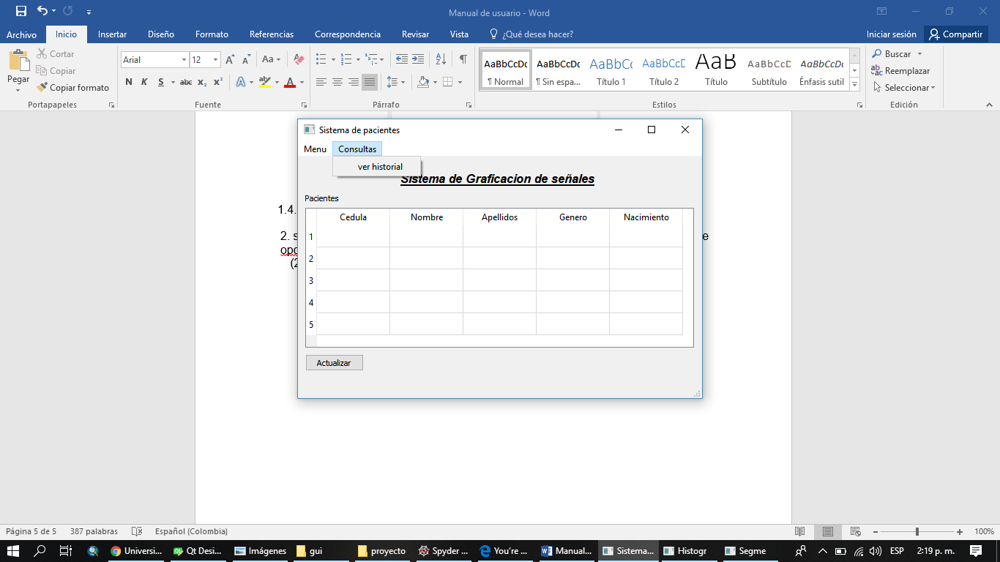 Manual de usuario - Word
Archivo Inicio Insertar Diseño Formato Referencias Correspondencia Revisar Vista ¿Qué desea hacer? Iniciar sesión Compartir
Pegar
Cortar
Copiar
Copiar formato
Portapapeles
Arial 12
N K S abc x₂ x²
Fuente
Párrafo
AaBbCcDc AaBbCcDc AaBbCc AaBbCcD AaB AaBbCcD AaBbCcDc
¶ Normal ¶ Sin espa... Título 1 Título 2 Título Subtítulo Énfasis sutil
Estilos
Buscar
Reemplazar
Seleccionar
Edición
Sistema de pacientes
Menu Consultas
ver historial
Sistema de Graficacion de señales
Pacientes
Cedula Nombre Apellidos Genero Nacimiento
1
2
3
4
5
Actualizar
1.4.
2. s
e
opc
(2
Página 5 de 5 387 palabras Español (Colombia) 100%
Universi... Qt Desi... Imágenes gui proyecto Spyder ... You're ... Manual... Sistema... Histogr Segme ESP 2:19 p. m.